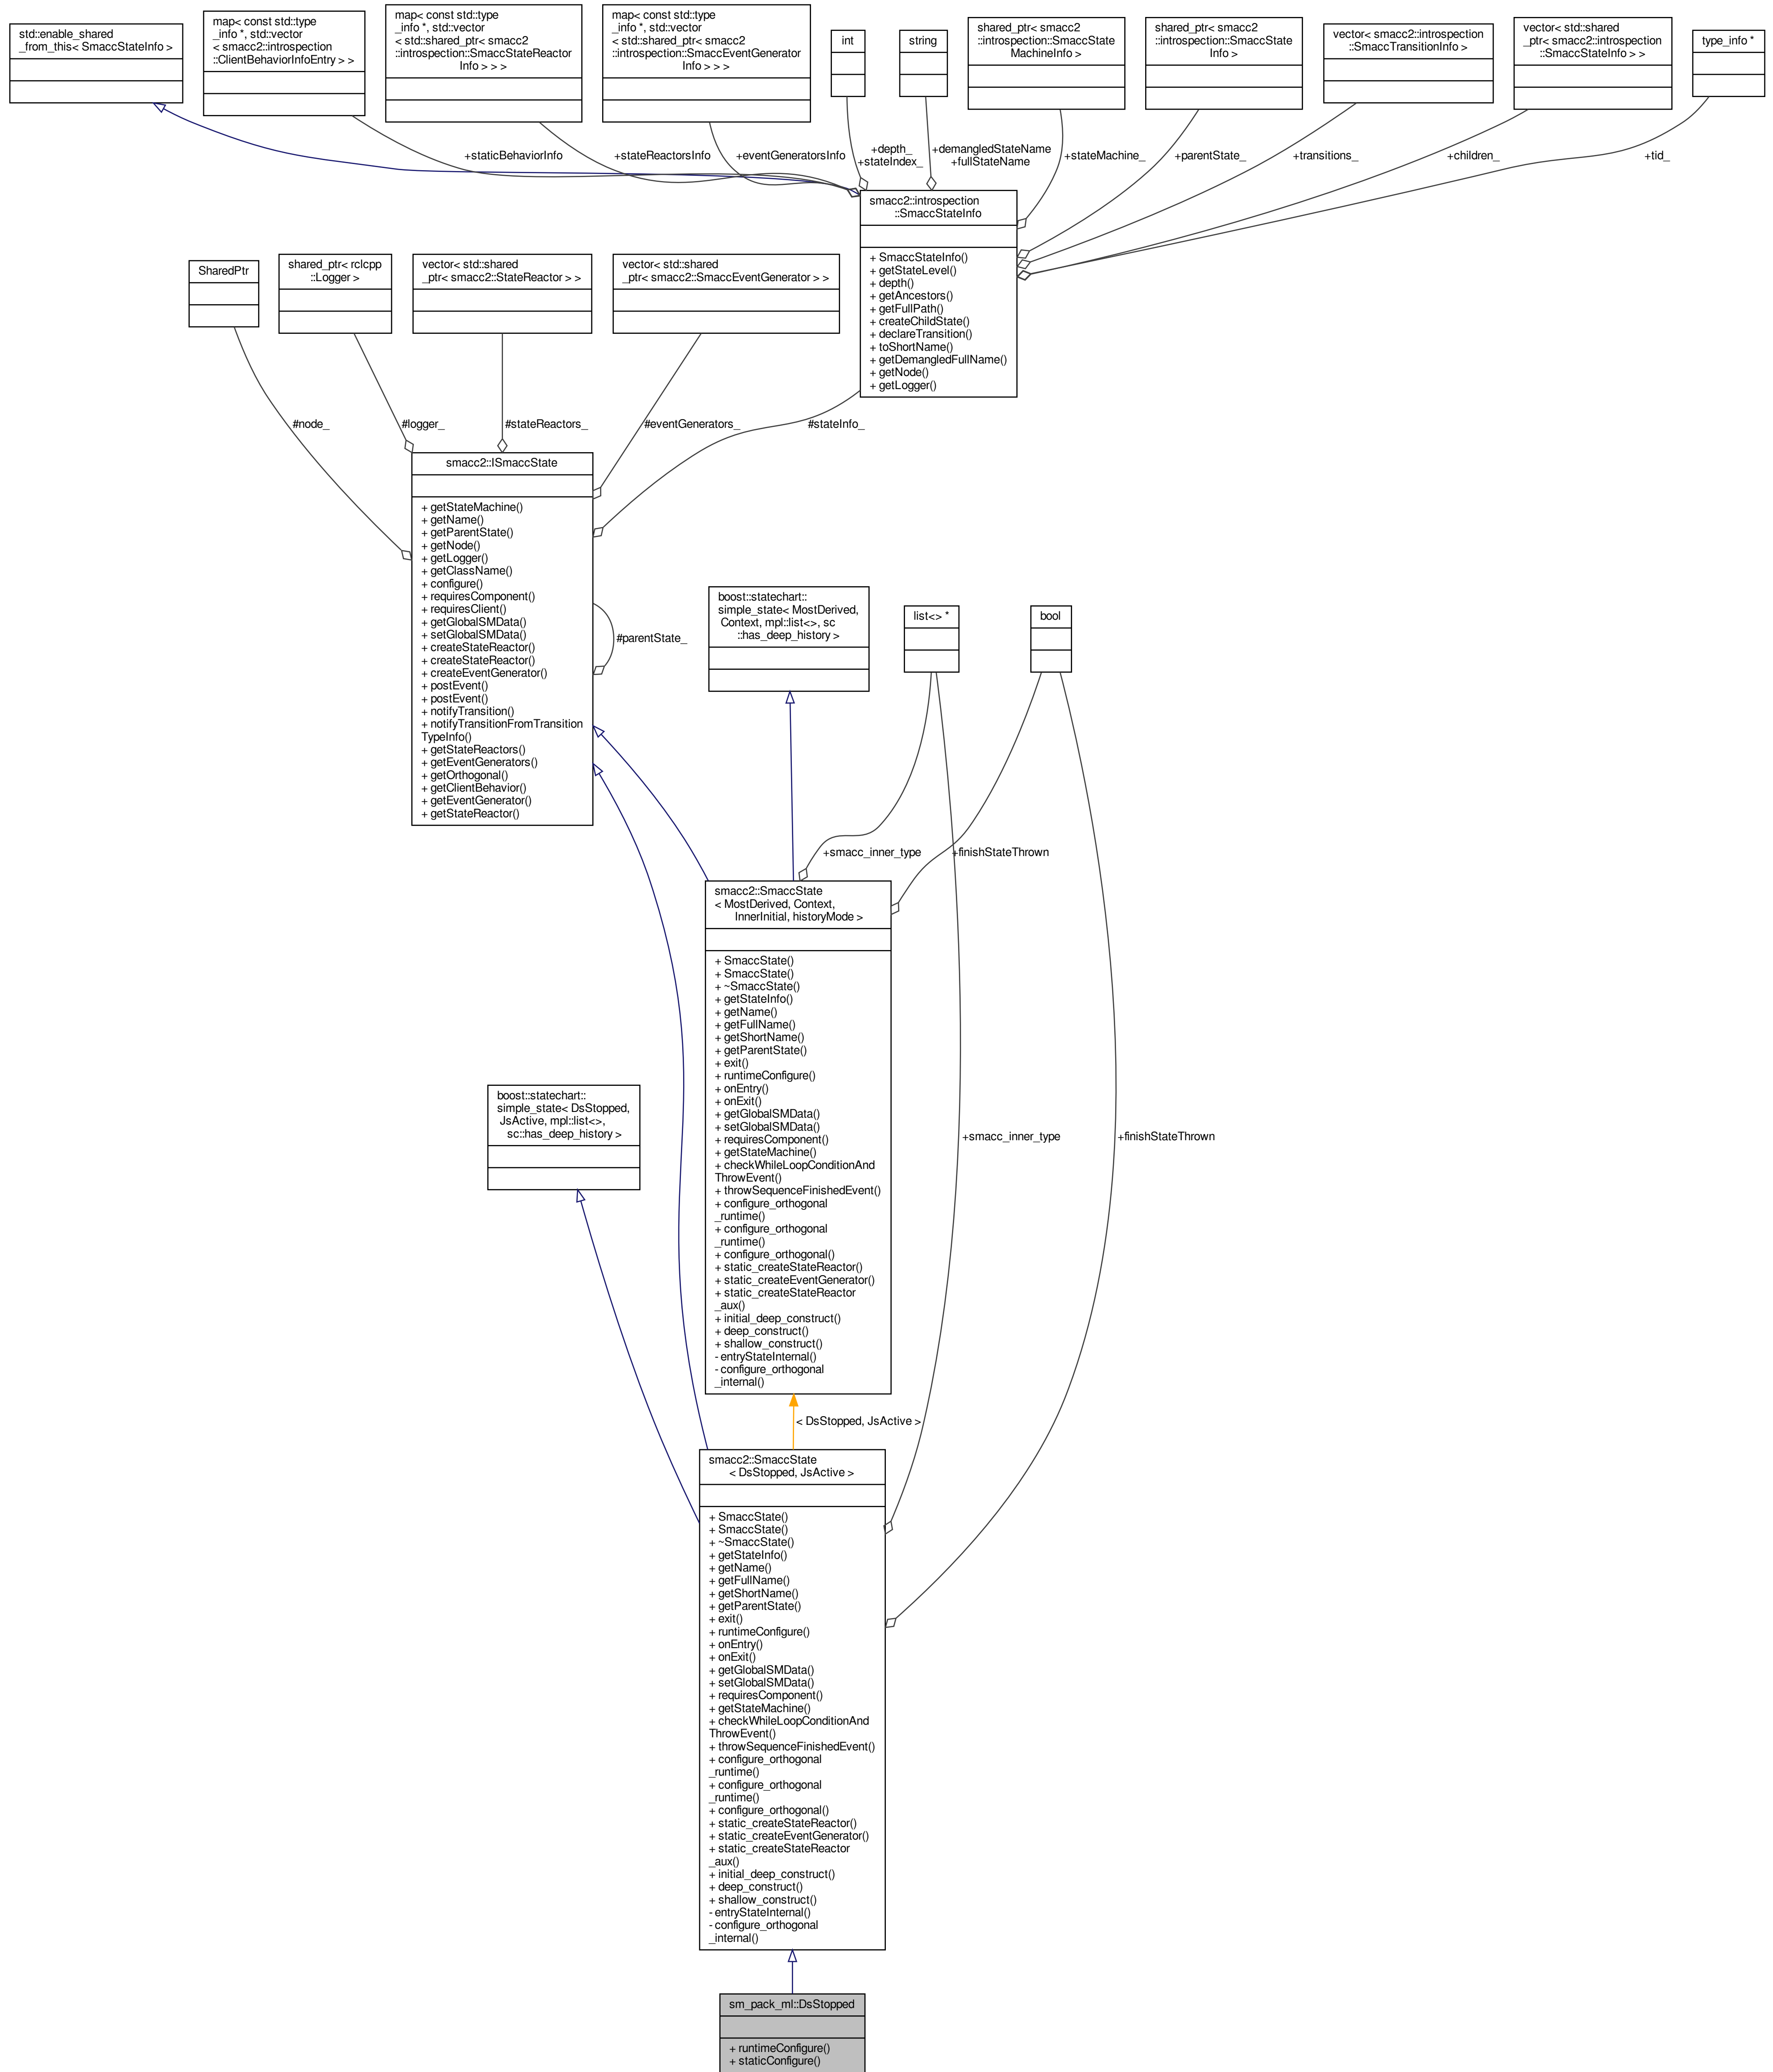 std::enable_shared
_from_this< SmaccStateInfo >
map< const std::type
_info *, std::vector
< smacc2::introspection
::ClientBehaviorInfoEntry > >
map< const std::type
_info *, std::vector
< std::shared_ptr< smacc2
::introspection::SmaccStateReactor
Info > > >
map< const std::type
_info *, std::vector
< std::shared_ptr< smacc2
::introspection::SmaccEventGenerator
Info > > >
int
string
shared_ptr< smacc2
::introspection::SmaccState
MachineInfo >
shared_ptr< smacc2
::introspection::SmaccState
Info >
vector< smacc2::introspection
::SmaccTransitionInfo >
vector< std::shared
_ptr< smacc2::introspection
::SmaccStateInfo > >
type_info *
+staticBehaviorInfo
+stateReactorsInfo
+eventGeneratorsInfo
+depth_
+stateIndex_
+demangledStateName
+fullStateName
+stateMachine_
+parentState_
+transitions_
+children_
+tid_
smacc2::introspection
::SmaccStateInfo
+ SmaccStateInfo()
+ getStateLevel()
+ depth()
+ getAncestors()
+ getFullPath()
+ createChildState()
+ declareTransition()
+ toShortName()
+ getDemangledFullName()
+ getNode()
+ getLogger()
SharedPtr
shared_ptr< rclcpp
::Logger >
vector< std::shared
_ptr< smacc2::StateReactor > >
vector< std::shared
_ptr< smacc2::SmaccEventGenerator > >
#node_
#logger_
#stateReactors_
#eventGenerators_
#stateInfo_
smacc2::ISmaccState
+ getStateMachine()
+ getName()
+ getParentState()
+ getNode()
+ getLogger()
+ getClassName()
+ configure()
+ requiresComponent()
+ requiresClient()
+ getGlobalSMData()
+ setGlobalSMData()
+ createStateReactor()
+ createStateReactor()
+ createEventGenerator()
+ postEvent()
+ postEvent()
+ notifyTransition()
+ notifyTransitionFromTransition
TypeInfo()
+ getStateReactors()
+ getEventGenerators()
+ getOrthogonal()
+ getClientBehavior()
+ getEventGenerator()
+ getStateReactor()
#parentState_
boost::statechart::
simple_state< MostDerived,
Context, mpl::list<>, sc
::has_deep_history >
list<> *
bool
+smacc_inner_type
+finishStateThrown
smacc2::SmaccState
< MostDerived, Context,
InnerInitial, historyMode >
+ SmaccState()
+ SmaccState()
+ ~SmaccState()
+ getStateInfo()
+ getName()
+ getFullName()
+ getShortName()
+ getParentState()
+ exit()
+ runtimeConfigure()
+ onEntry()
+ onExit()
+ getGlobalSMData()
+ setGlobalSMData()
+ requiresComponent()
+ getStateMachine()
+ checkWhileLoopConditionAnd
ThrowEvent()
+ throwSequenceFinishedEvent()
+ configure_orthogonal
_runtime()
+ configure_orthogonal
_runtime()
+ configure_orthogonal()
+ static_createStateReactor()
+ static_createEventGenerator()
+ static_createStateReactor
_aux()
+ initial_deep_construct()
+ deep_construct()
+ shallow_construct()
- entryStateInternal()
- configure_orthogonal
_internal()
boost::statechart::
simple_state< DsStopped,
JsActive, mpl::list<>,
sc::has_deep_history >
+smacc_inner_type
+finishStateThrown
< DsStopped, JsActive >
smacc2::SmaccState
< DsStopped, JsActive >
+ SmaccState()
+ SmaccState()
+ ~SmaccState()
+ getStateInfo()
+ getName()
+ getFullName()
+ getShortName()
+ getParentState()
+ exit()
+ runtimeConfigure()
+ onEntry()
+ onExit()
+ getGlobalSMData()
+ setGlobalSMData()
+ requiresComponent()
+ getStateMachine()
+ checkWhileLoopConditionAnd
ThrowEvent()
+ throwSequenceFinishedEvent()
+ configure_orthogonal
_runtime()
+ configure_orthogonal
_runtime()
+ configure_orthogonal()
+ static_createStateReactor()
+ static_createEventGenerator()
+ static_createStateReactor
_aux()
+ initial_deep_construct()
+ deep_construct()
+ shallow_construct()
- entryStateInternal()
- configure_orthogonal
_internal()
sm_pack_ml::DsStopped
+ runtimeConfigure()
+ staticConfigure()